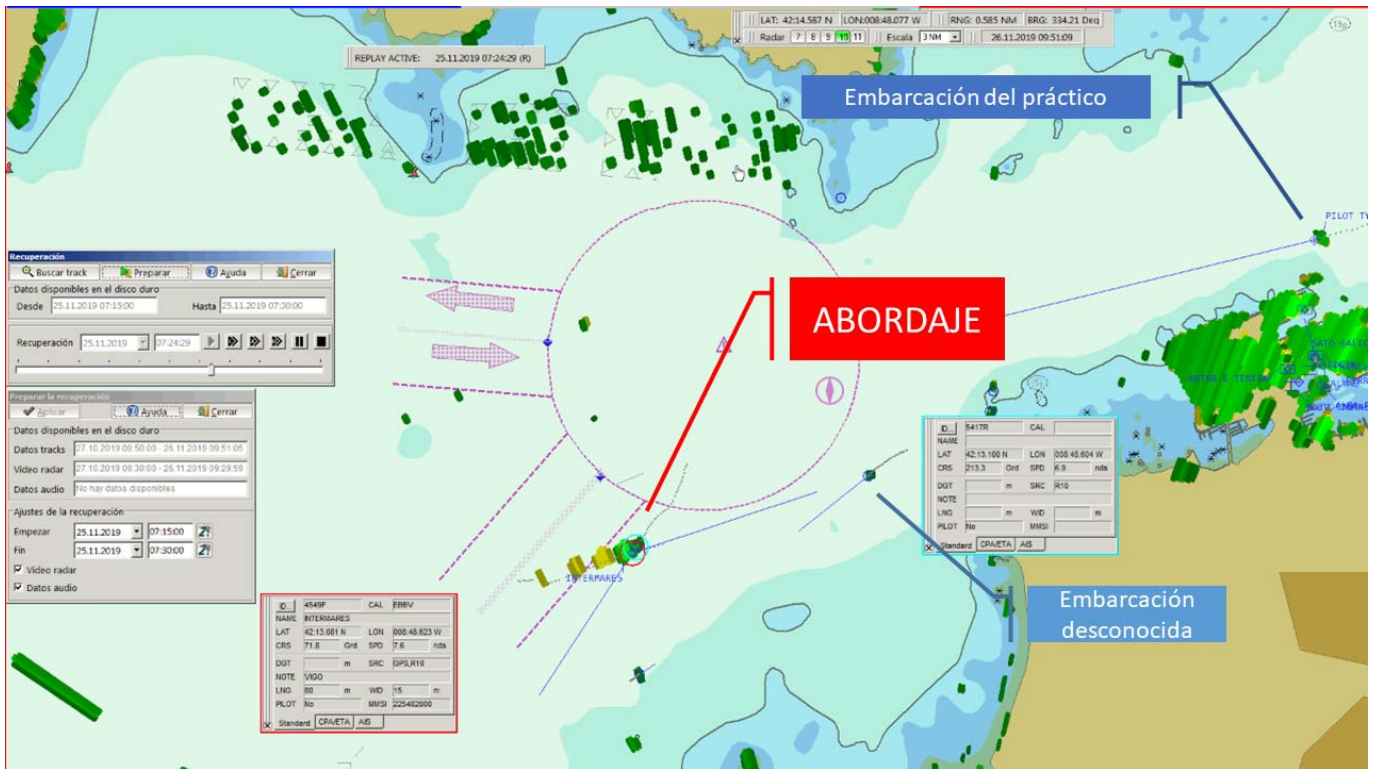 LAT: 42:14.587 N LON:008:48.077 W RNG: 0.585 NM BRG: 334.21 Deg
Radar 7 8 9 10 11 Escala 3 NM 26.11.2019 09:51:09
REPLAY ACTIVE: 25.11.2019 07:24:29 (R)
Embarcación del práctico
PILOT TY
Recuperación
Buscar track Preparar Ayuda Cerrar
Datos disponibles en el disco duro
Desde 25.11.2019 07:15:00 Hasta 25.11.2019 07:30:00
Recuperación 25.11.2019 07:24:29
ABORDAJE
Preparar la recuperación
Aplicar Ayuda Cerrar
Datos disponibles en el disco duro
Datos tracks 27.10.2019 09:50:00 - 26.11.2019 09:51:05
Vídeo radar 27.10.2019 09:30:00 - 26.11.2019 09:29:59
Datos audio No hay datos disponibles
Ajustes de la recuperación
Empezar 25.11.2019 07:15:00
Fin 25.11.2019 07:30:00
Vídeo radar
Datos audio
ID... 5417R CAL
NAME
LAT 42:13.100 N LON 008:48.604 W
CRS 213.3 Grd SPD 6.9 nds
DGT m SRC R10
NOTE
LNG m WID m
PILOT No MMSI
Standard CPA/ETA AIS
INTERMARES
Embarcación
desconocida
ID... 4549F CAL EBBV
NAME INTERMARES
LAT 42:13.081 N LON 008:48.623 W
CRS 71.8 Grd SPD 7.6 nds
DGT m SRC GPS,R10
NOTE VIGO
LNG 80 m WID 15 m
PILOT No MMSI 225402000
Standard CPA/ETA AIS